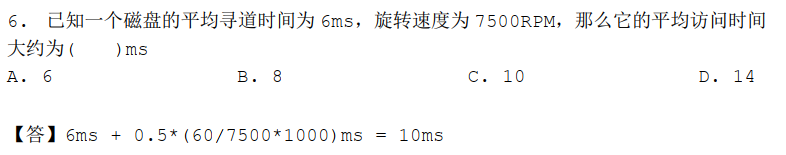 6. 已知一个磁盘的平均寻道时间为 6ms，旋转速度为 7500RPM，那么它的平均访问时间
大约为(   )ms
A. 6 B. 8 C. 10 D. 14
【答】6ms + 0.5*(60/7500*1000)ms = 10ms